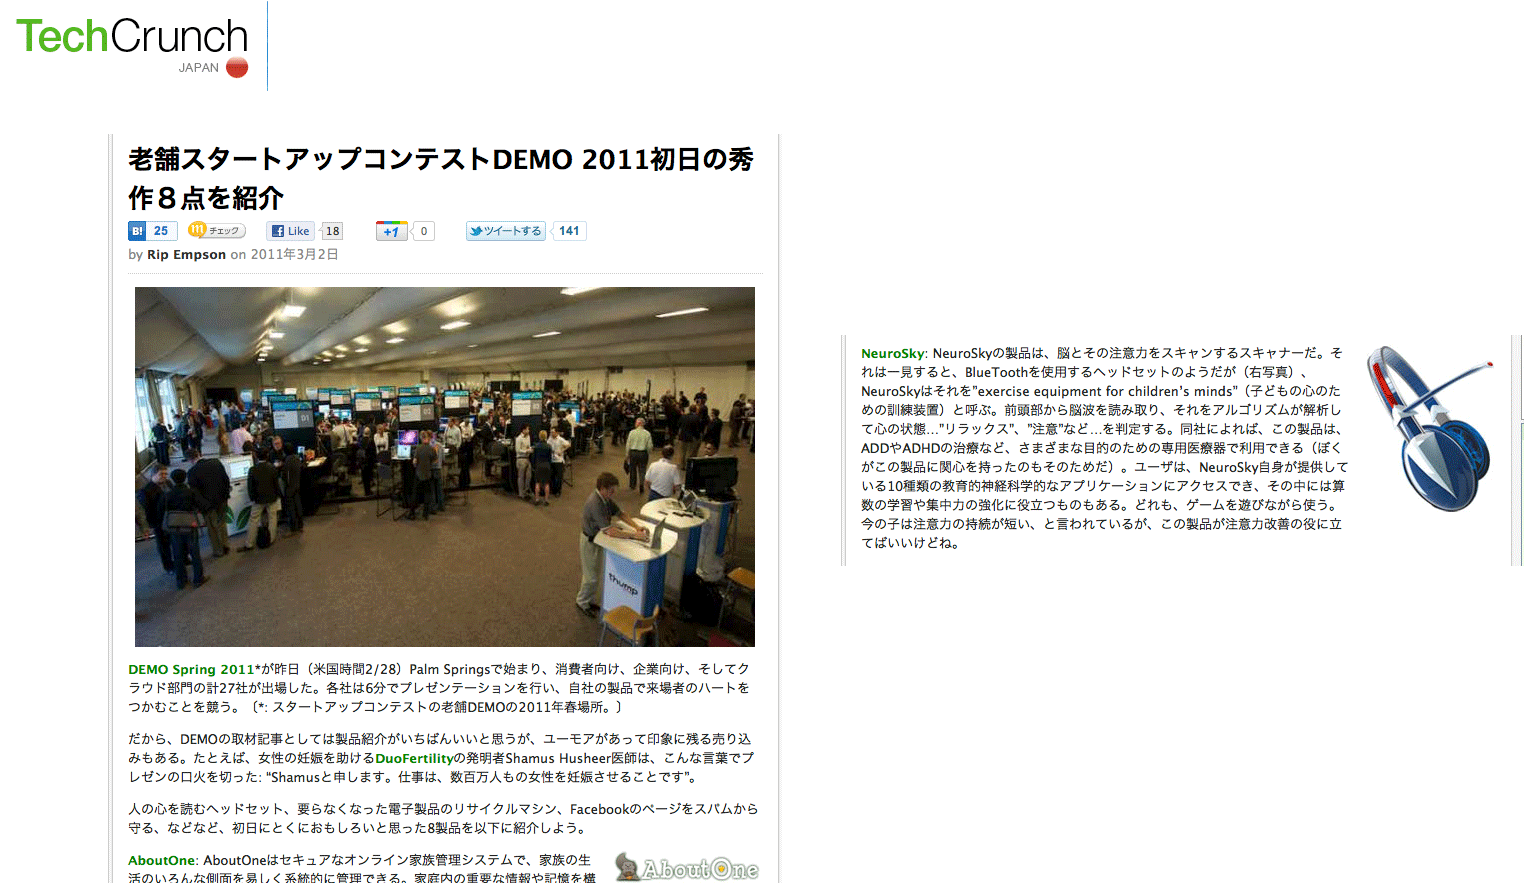 TechCrunch
JAPAN
老舗スタートアップコンテストDEMO 2011初日の秀
作８点を紹介
B! 25 m チェック Like 18 +1 0 ツイートする 141
by Rip Empson on 2011年3月2日
01
02
thump
DEMO Spring 2011*が昨日（米国時間2/28）Palm Springsで始まり、消費者向け、企業向け、そしてク
ラウド部門の計27社が出場した。各社は6分でプレゼンテーションを行い、自社の製品で来場者のハートを
つかむことを競う。〔*: スタートアップコンテストの老舗DEMOの2011年春場所。〕
だから、DEMOの取材記事としては製品紹介がいちばんいいと思うが、ユーモアがあって印象に残る売り込
みもある。たとえば、女性の妊娠を助けるDuoFertilityの発明者Shamus Husheer医師は、こんな言葉でプ
レゼンの口火を切った: “Shamusと申します。仕事は、数百万人もの女性を妊娠させることです”。
人の心を読むヘッドセット、要らなくなった電子製品のリサイクルマシン、Facebookのページをスパムから
守る、などなど、初日にとくにおもしろいと思った8製品を以下に紹介しよう。
AboutOne: AboutOneはセキュアなオンライン家族管理システムで、家族の生
活のいろんな側面を易しく系統的に管理できる。家庭内の重要な情報や記憶を構
AboutOne
NeuroSky: NeuroSkyの製品は、脳とその注意力をスキャンするスキャナーだ。そ
れは一見すると、BlueToothを使用するヘッドセットのようだが（右写真）、
NeuroSkyはそれを”exercise equipment for children’s minds”（子どもの心のた
めの訓練装置）と呼ぶ。前頭部から脳波を読み取り、それをアルゴリズムが解析し
て心の状態…”リラックス”、”注意”など…を判定する。同社によれば、この製品は、
ADDやADHDの治療など、さまざまな目的のための専用医療器で利用できる（ぼく
がこの製品に関心を持ったのもそのためだ）。ユーザは、NeuroSky自身が提供して
いる10種類の教育的神経科学的なアプリケーションにアクセスでき、その中には算
数の学習や集中力の強化に役立つものもある。どれも、ゲームを遊びながら使う。
今の子は注意力の持続が短い、と言われているが、この製品が注意力改善の役に立
てばいいけどね。